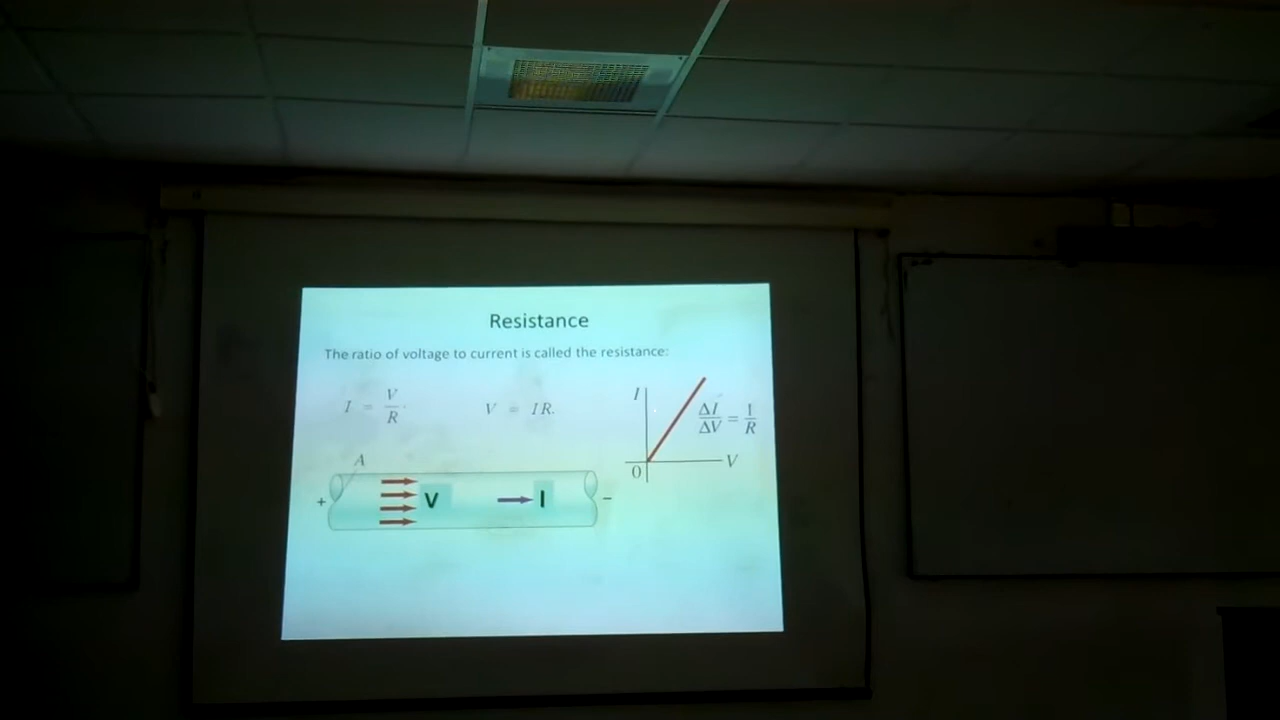 Resistance
The ratio of voltage to current is called the resistance:
I = V/R.
V = IR.
I
ΔI/ΔV = 1/R
V
0
A
+
V
I
−